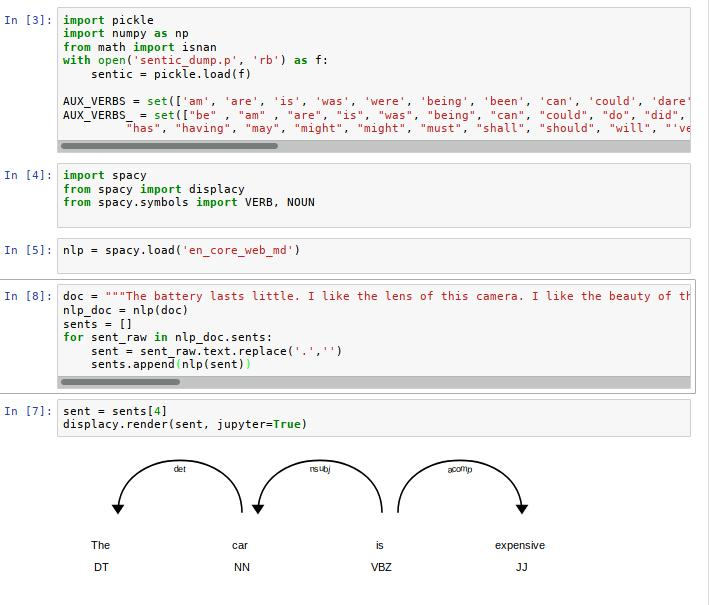 In [3]: import pickle
import numpy as np
from math import isnan
with open('sentic_dump.p', 'rb') as f:
    sentic = pickle.load(f)
AUX_VERBS = set(['am', 'are', 'is', 'was', 'were', 'being', 'been', 'can', 'could', 'dare'
AUX_VERBS_ = set(["be" , "am" , "are", "is", "was", "being", "can", "could", "do", "did",
"has", "having", "may", "might", "might", "must", "shall", "should", "will", "'ve
In [4]: import spacy
from spacy import displacy
from spacy.symbols import VERB, NOUN
In [5]: nlp = spacy.load('en_core_web_md')
In [8]: doc = """The battery lasts little. I like the lens of this camera. I like the beauty of th
nlp_doc = nlp(doc)
sents = []
for sent_raw in nlp_doc.sents:
    sent = sent_raw.text.replace('.','')
    sents.append(nlp(sent))
In [7]: sent = sents[4]
displacy.render(sent, jupyter=True)
det nsubj acomp
The car is expensive
DT NN VBZ JJ